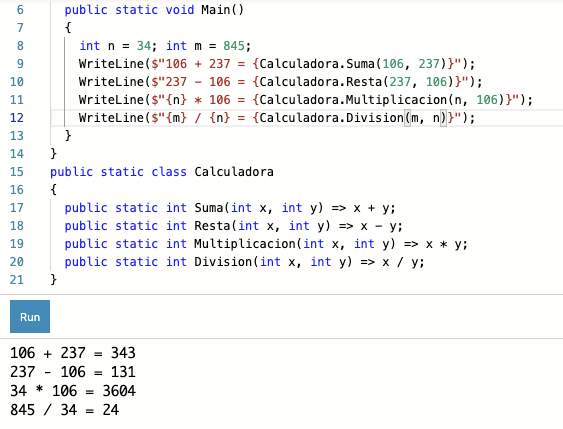 6 public static void Main()
7 {
8 int n = 34; int m = 845;
9 WriteLine($"106 + 237 = {Calculadora.Suma(106, 237)}");
10 WriteLine($"237 - 106 = {Calculadora.Resta(237, 106)}");
11 WriteLine($"{n} * 106 = {Calculadora.Multiplicacion(n, 106)}");
12 WriteLine($"{m} / {n} = {Calculadora.Division(m, n)}");
13 }
14 }
15 public static class Calculadora
16 {
17 public static int Suma(int x, int y) => x + y;
18 public static int Resta(int x, int y) => x - y;
19 public static int Multiplicacion(int x, int y) => x * y;
20 public static int Division(int x, int y) => x / y;
21 }
Run
106 + 237 = 343
237 - 106 = 131
34 * 106 = 3604
845 / 34 = 24